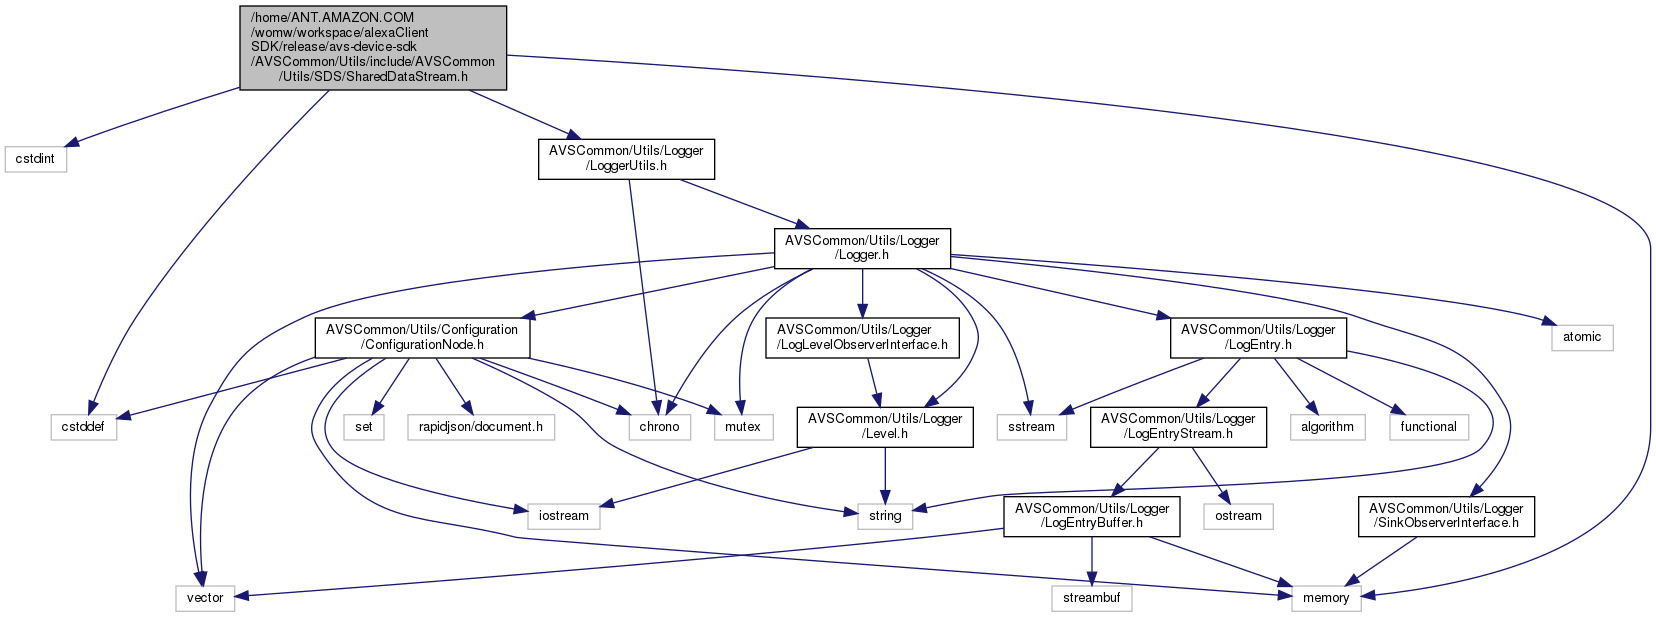 /home/ANT.AMAZON.COM
/womw/workspace/alexaClient
SDK/release/avs-device-sdk
/AVSCommon/Utils/include/AVSCommon
/Utils/SDS/SharedDataStream.h
cstdint
AVSCommon/Utils/Logger
/LoggerUtils.h
AVSCommon/Utils/Logger
/Logger.h
AVSCommon/Utils/Configuration
/ConfigurationNode.h
AVSCommon/Utils/Logger
/LogLevelObserverInterface.h
AVSCommon/Utils/Logger
/LogEntry.h
atomic
cstddef
set
rapidjson/document.h
chrono
mutex
AVSCommon/Utils/Logger
/Level.h
sstream
AVSCommon/Utils/Logger
/LogEntryStream.h
algorithm
functional
iostream
string
AVSCommon/Utils/Logger
/LogEntryBuffer.h
ostream
AVSCommon/Utils/Logger
/SinkObserverInterface.h
vector
streambuf
memory